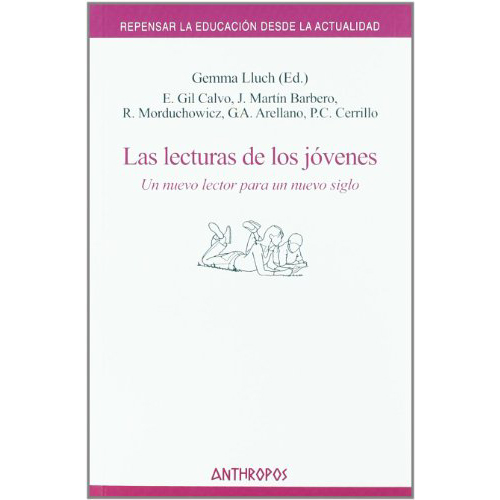 REPENSAR LA EDUCACIÓN DESDE LA ACTUALIDAD
Gemma Lluch (Ed.)
E. Gil Calvo, J. Martín Barbero,
R. Morduchowicz, G.A. Arellano, P.C. Cerrillo
Las lecturas de los jóvenes
Un nuevo lector para un nuevo siglo
ANTHROPOS